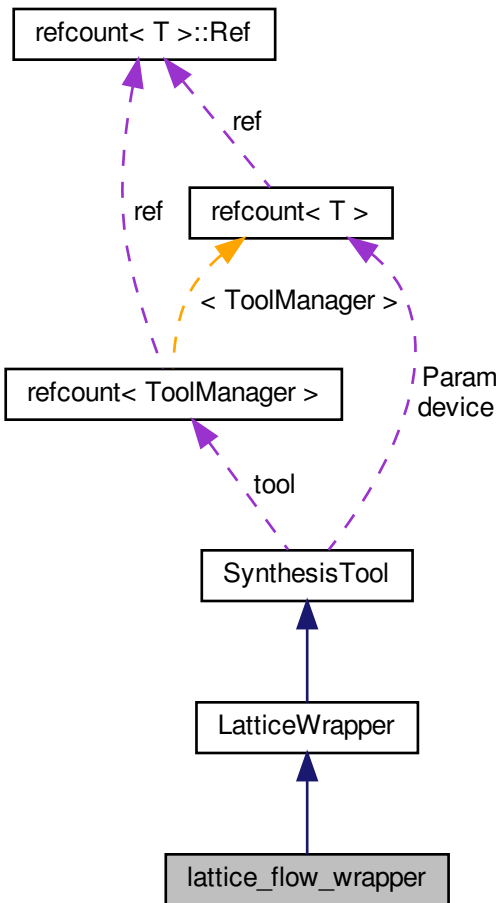 refcount< T >::Ref
ref
ref
refcount< T >
< ToolManager >
refcount< ToolManager >
Param
device
tool
SynthesisTool
LatticeWrapper
lattice_flow_wrapper